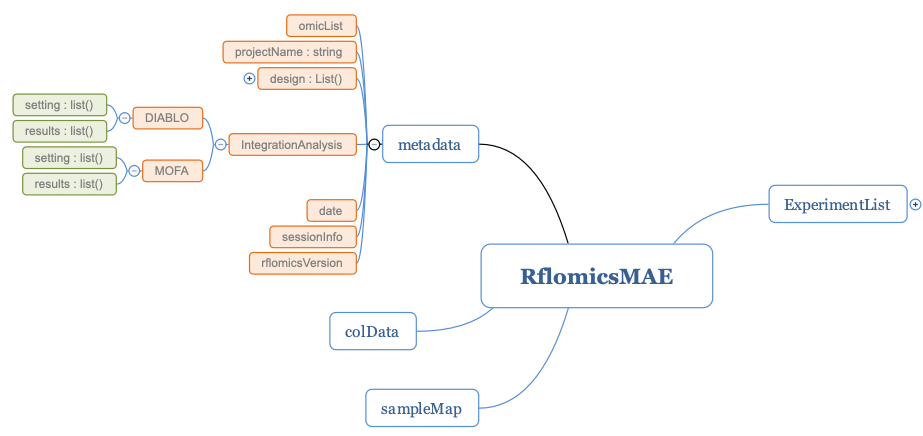 omicList
projectName : string
design : List()
setting : list()
DIABLO
results : list()
IntegrationAnalysis
metadata
setting : list()
MOFA
results : list()
date
ExperimentList
sessionInfo
rflomicsVersion
RflomicsMAE
colData
sampleMap